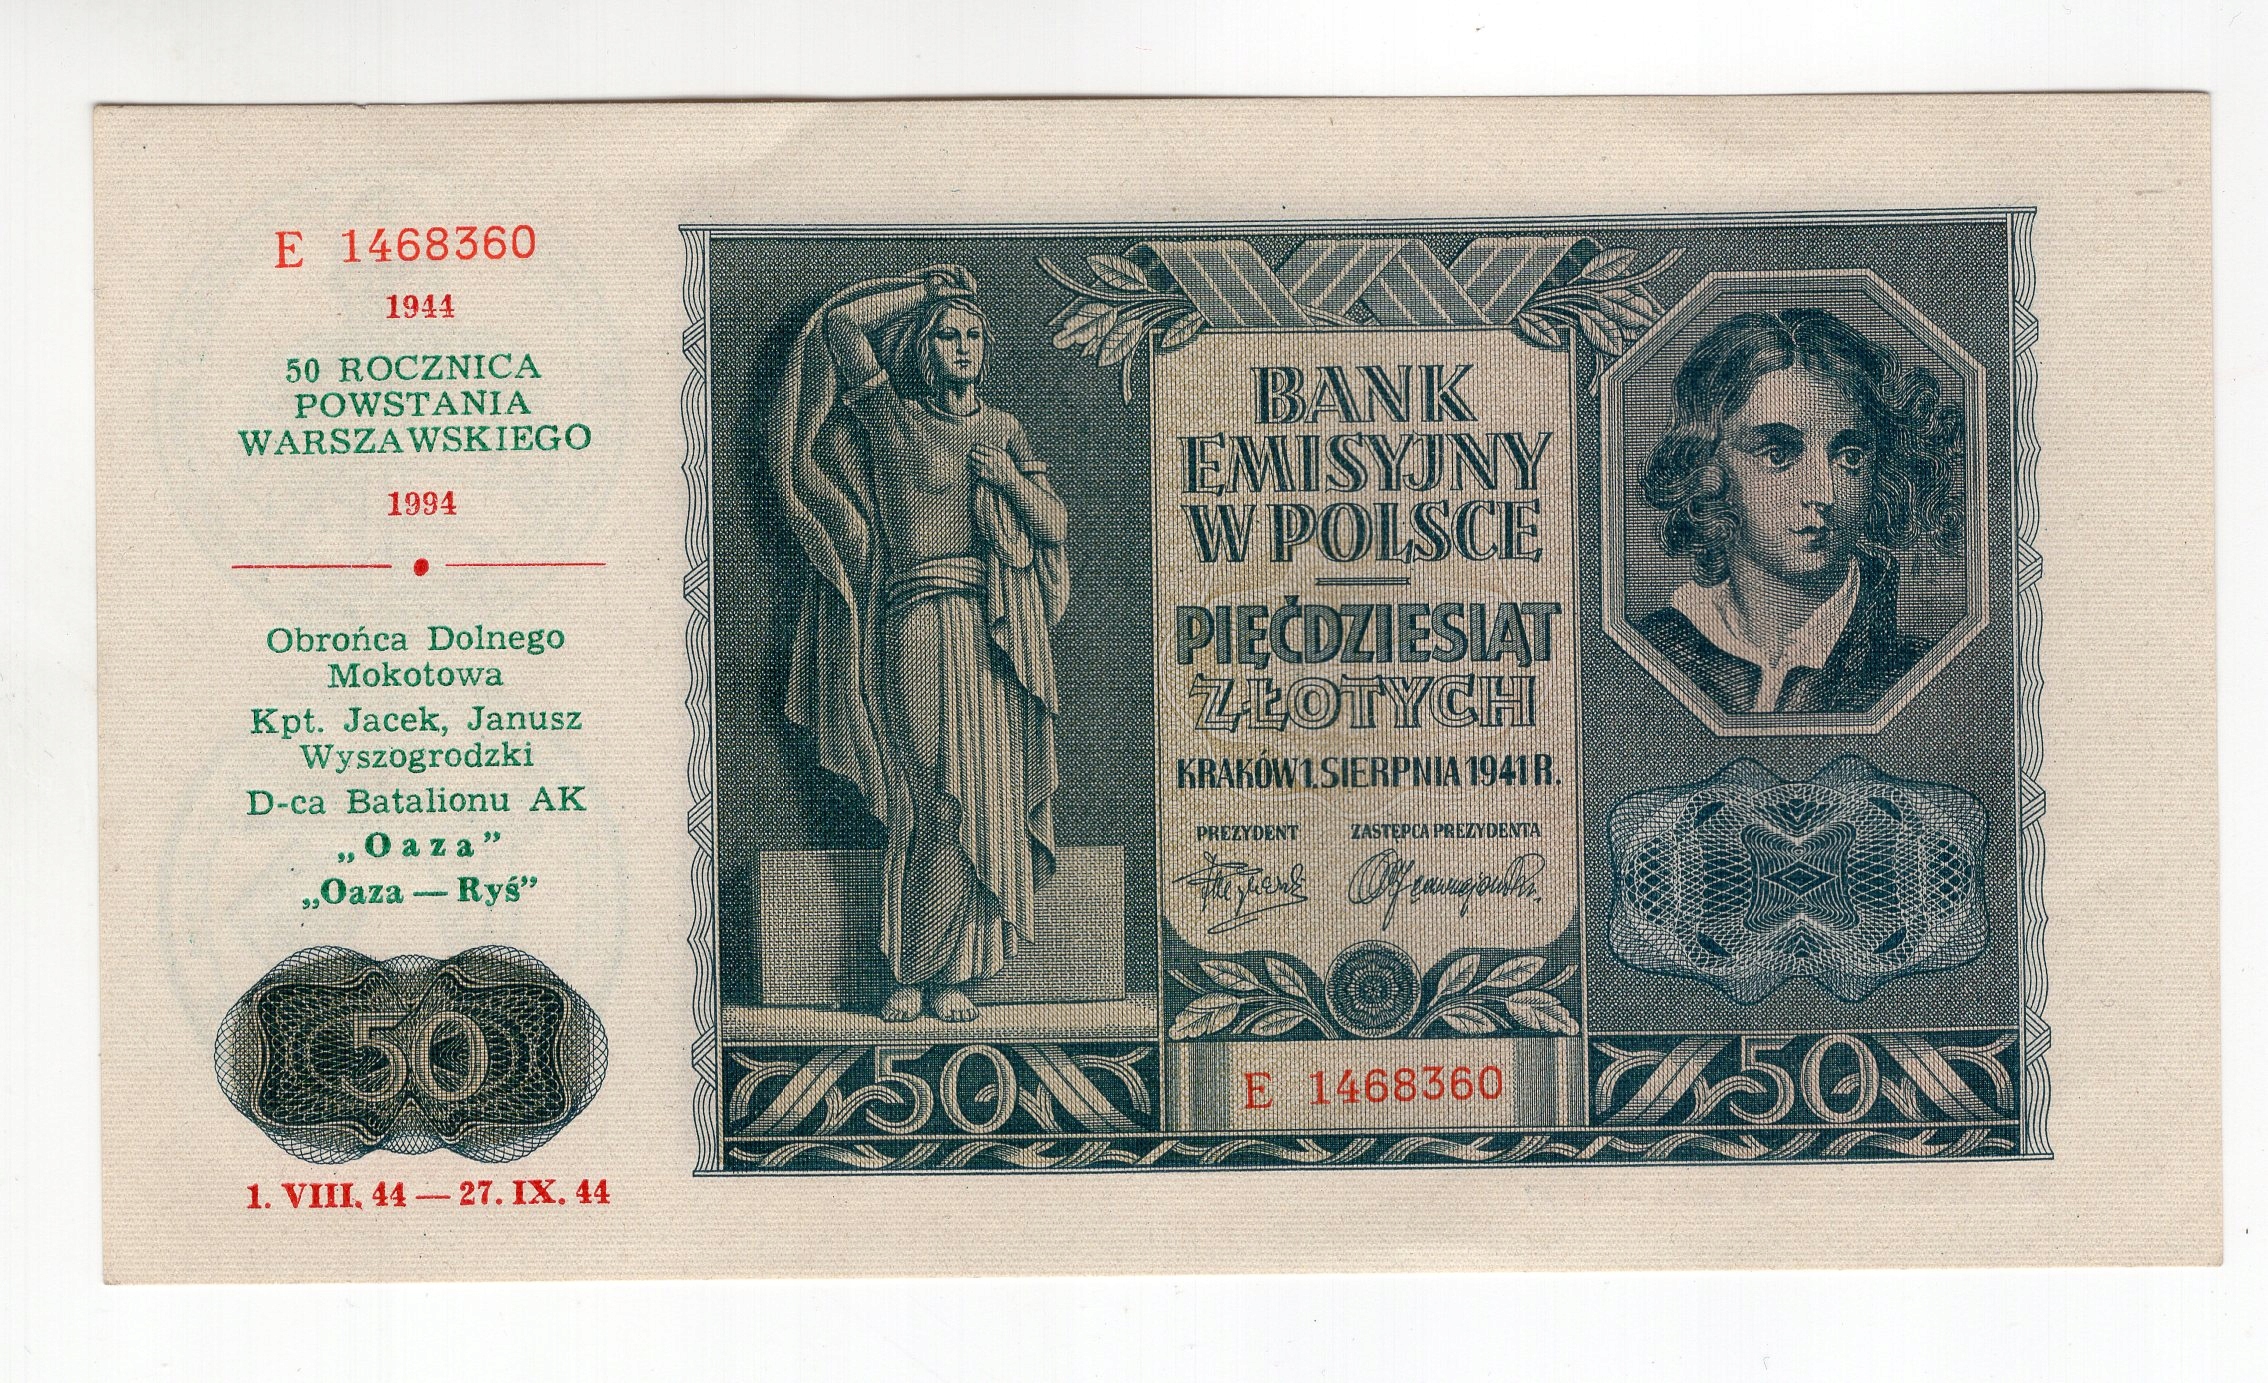 E 1468360
1944
50 ROCZNICA
POWSTANIA
WARSZAWSKIEGO
1994
Obrońca Dolnego
Mokotowa
Kpt. Jacek, Janusz
Wyszogrodzki
D-ca Batalionu AK
„Oaza”
„Oaza — Ryś”
50
1. VIII. 44 — 27. IX. 44
BANK
EMISYJNY
W POLSCE
PIĘĆDZIESIĄT
ZŁOTYCH
KRAKÓW 1. SIERPNIA 1941 R.
PREZYDENT ZASTĘPCA PREZYDENTA
50
E 1468360
50